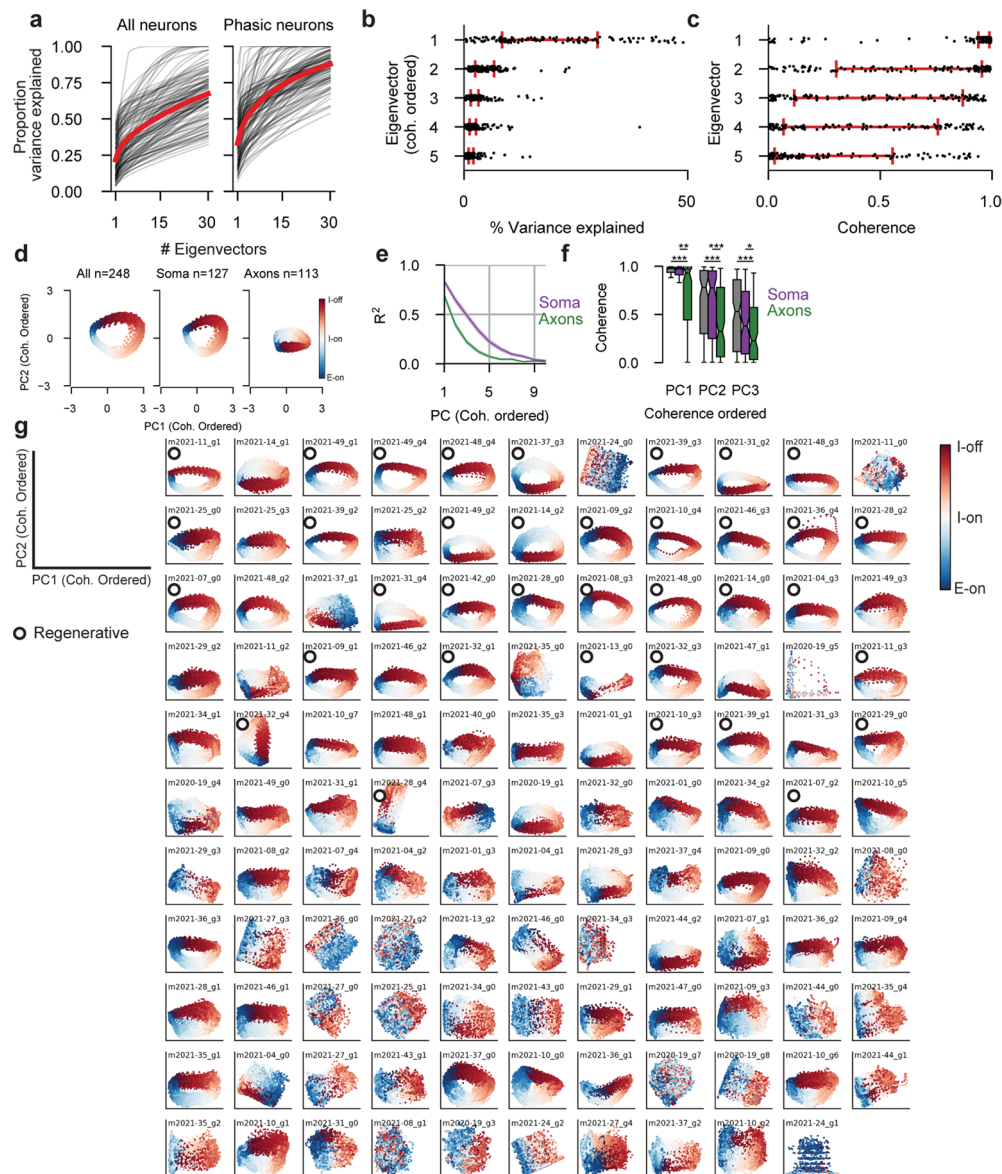 a
All neurons
Phasic neurons
Proportion
variance explained
1.00
0.75
0.50
0.25
0.00
1
15
30
1
15
30
# Eigenvectors
b
Eigenvector
(coh. ordered)
1
2
3
4
5
0
50
% Variance explained
c
Eigenvector
1
2
3
4
5
0.0
0.5
1.0
Coherence
d
All n=248
Soma n=127
Axons n=113
PC2 (Coh. Ordered)
3
0
−3
−3
0
3
−3
0
3
−3
0
3
PC1 (Coh. Ordered)
I-off
I-on
E-on
e
R²
1.0
0.5
0.0
Soma
Axons
1
5
9
PC (Coh. ordered)
f
** *** *
*** *** ***
Coherence
1.0
0.5
0.0
Soma
Axons
PC1 PC2 PC3
Coherence ordered
g
PC2 (Coh. Ordered)
PC1 (Coh. Ordered)
Regenerative
m2021-11_g1 m2021-14_g1 m2021-49_g1 m2021-49_g4 m2021-48_g4 m2021-37_g3 m2021-24_g0 m2021-39_g3 m2021-31_g2 m2021-48_g3 m2021-11_g0
m2021-25_g0 m2021-25_g3 m2021-39_g2 m2021-25_g2 m2021-49_g2 m2021-14_g2 m2021-09_g2 m2021-10_g4 m2021-46_g3 m2021-36_g4 m2021-28_g2
m2021-07_g0 m2021-48_g2 m2021-37_g1 m2021-31_g4 m2021-42_g0 m2021-28_g0 m2021-08_g3 m2021-48_g0 m2021-14_g0 m2021-04_g3 m2021-49_g3
m2021-29_g2 m2021-11_g2 m2021-09_g1 m2021-46_g2 m2021-32_g1 m2021-35_g0 m2021-13_g0 m2021-32_g3 m2021-47_g1 m2020-19_g5 m2021-11_g3
m2021-34_g1 m2021-32_g4 m2021-10_g7 m2021-48_g1 m2021-40_g0 m2021-35_g3 m2021-01_g1 m2021-10_g3 m2021-39_g1 m2021-31_g3 m2021-29_g0
m2020-19_g4 m2021-49_g0 m2021-31_g1 m2021-28_g4 m2021-07_g3 m2020-19_g1 m2021-32_g0 m2021-01_g0 m2021-34_g2 m2021-07_g2 m2021-10_g5
m2021-29_g3 m2021-08_g2 m2021-07_g4 m2021-04_g2 m2021-01_g3 m2021-04_g1 m2021-28_g3 m2021-37_g4 m2021-09_g0 m2021-32_g2 m2021-08_g0
m2021-36_g3 m2021-27_g3 m2021-36_g0 m2021-27_g2 m2021-13_g2 m2021-46_g0 m2021-34_g3 m2021-44_g2 m2021-07_g1 m2021-36_g2 m2021-09_g4
m2021-28_g1 m2021-46_g1 m2021-27_g0 m2021-25_g1 m2021-34_g0 m2021-43_g0 m2021-29_g1 m2021-47_g0 m2021-09_g3 m2021-44_g0 m2021-35_g4
m2021-35_g1 m2021-04_g0 m2021-27_g1 m2021-43_g1 m2021-37_g0 m2021-10_g0 m2021-36_g1 m2020-19_g7 m2020-19_g8 m2021-10_g6 m2021-44_g1
m2021-35_g2 m2021-10_g1 m2021-31_g0 m2021-08_g1 m2020-19_g3 m2021-24_g2 m2021-27_g4 m2021-37_g2 m2021-10_g2 m2021-24_g1
I-off
I-on
E-on